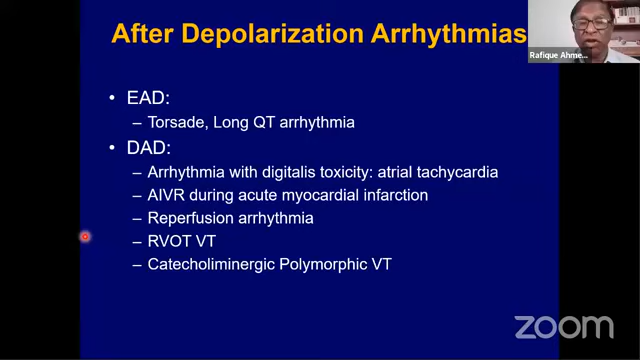 After Depolarization Arrhythmias
Rafique Ahme...
• EAD:
– Torsade, Long QT arrhythmia
• DAD:
– Arrhythmia with digitalis toxicity: atrial tachycardia
– AIVR during acute myocardial infarction
– Reperfusion arrhythmia
– RVOT VT
– Catecholiminergic Polymorphic VT
zoom